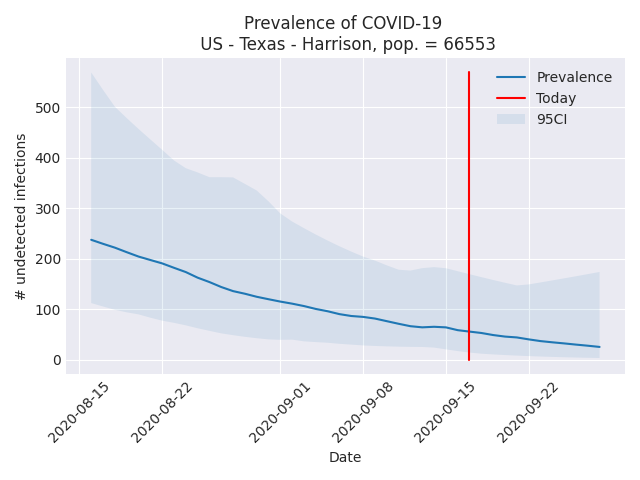 Prevalence of COVID-19
US - Texas - Harrison, pop. = 66553
Prevalence
Today
95CI
# undetected infections
500
400
300
200
100
0
2020-08-15
2020-08-22
2020-09-01
2020-09-08
2020-09-15
2020-09-22
Date